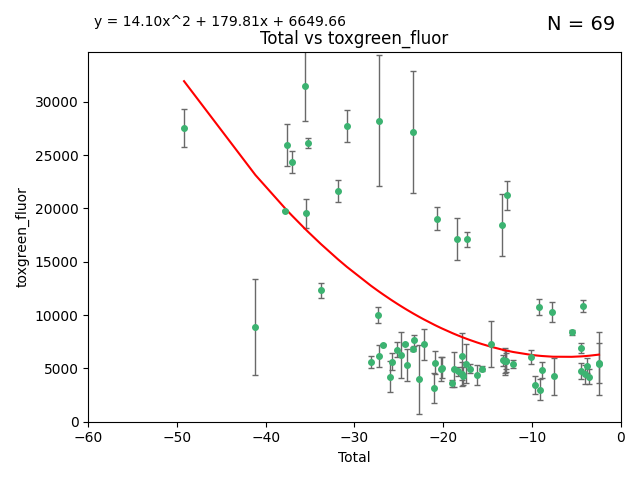 y = 14.10x^2 + 179.81x + 6649.66
N = 69
Total vs toxgreen_fluor
30000
25000
20000
15000
10000
5000
0
toxgreen_fluor
−60
−50
−40
−30
−20
−10
0
Total